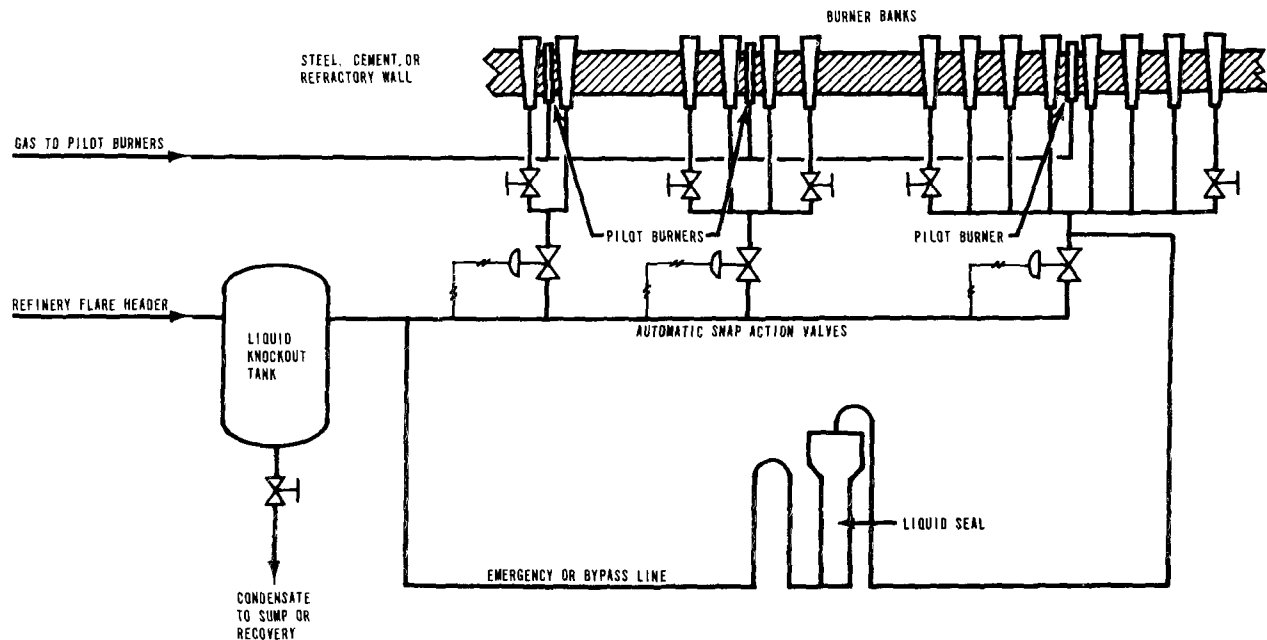 BURNER BANKS
STEEL, CEMENT, OR
REFRACTORY WALL
GAS TO PILOT BURNERS
PILOT BURNERS
PILOT BURNER
REFINERY FLARE HEADER
AUTOMATIC SNAP ACTION VALVES
LIQUID
KNOCKOUT
TANK
LIQUID SEAL
EMERGENCY OR BYPASS LINE
CONDENSATE
TO SUMP OR
RECOVERY